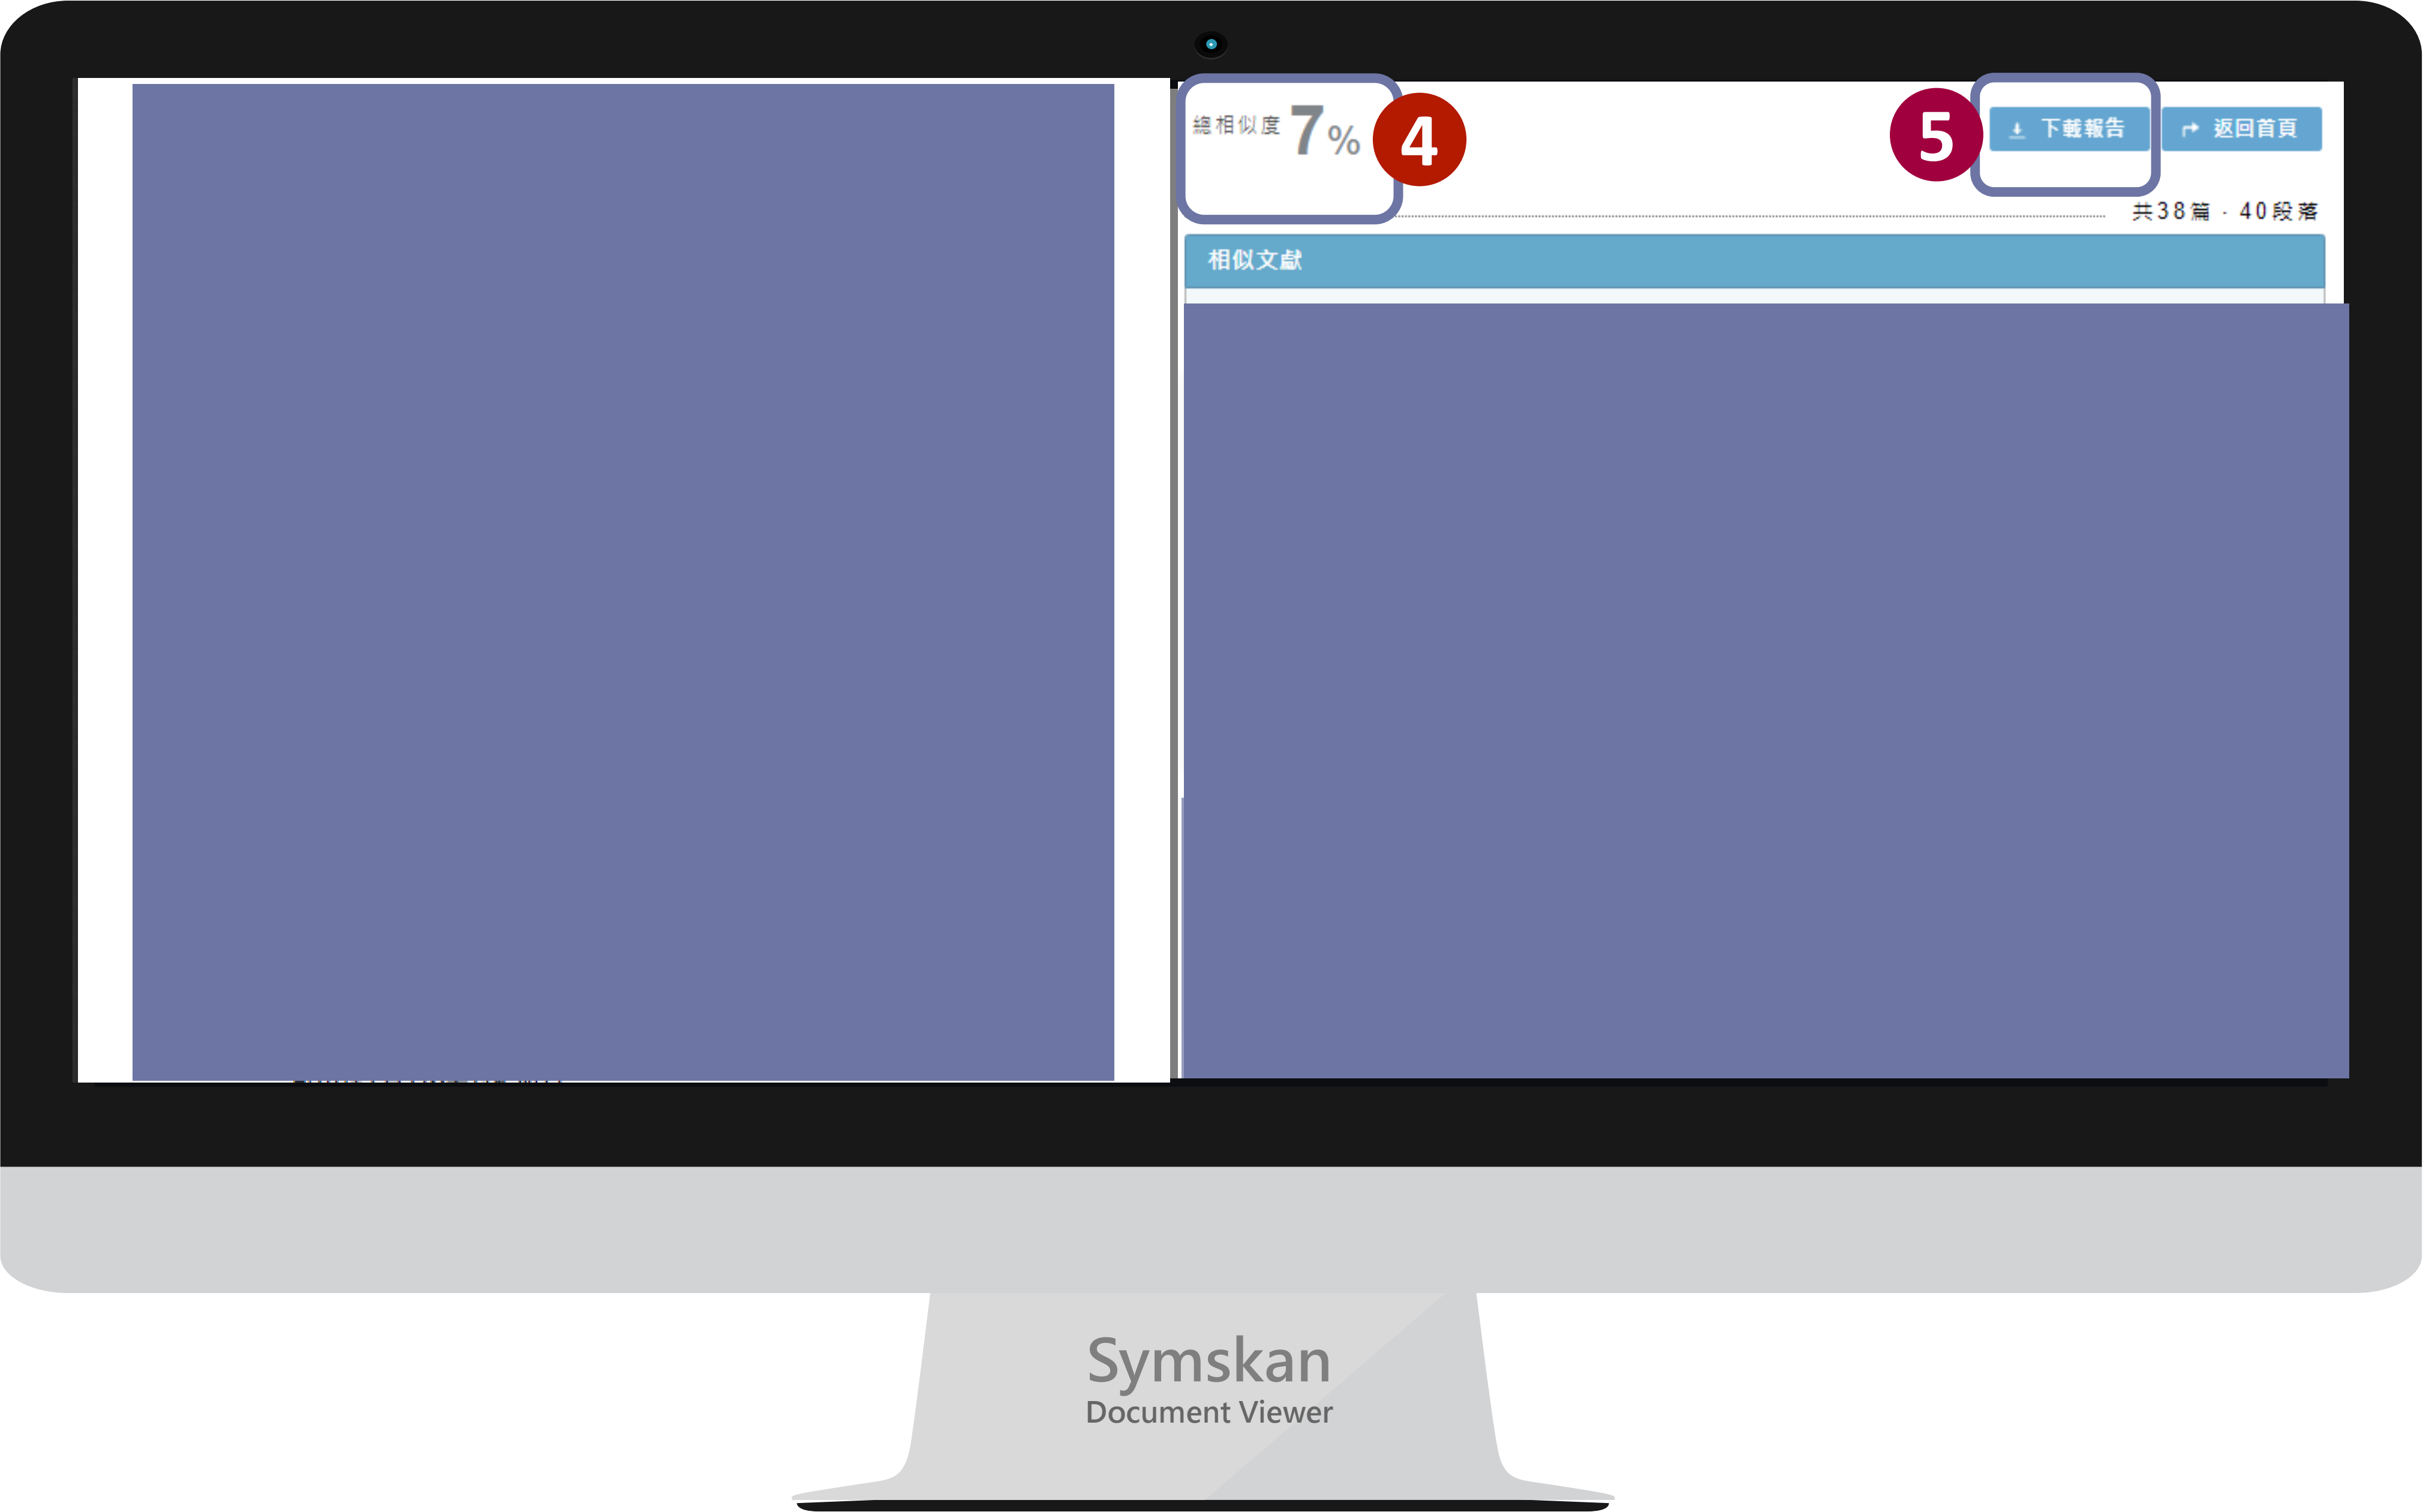 總相似度 7%
4
5
下載報告
返回首頁
共38篇 · 40段落
相似文獻
Symskan
Document Viewer